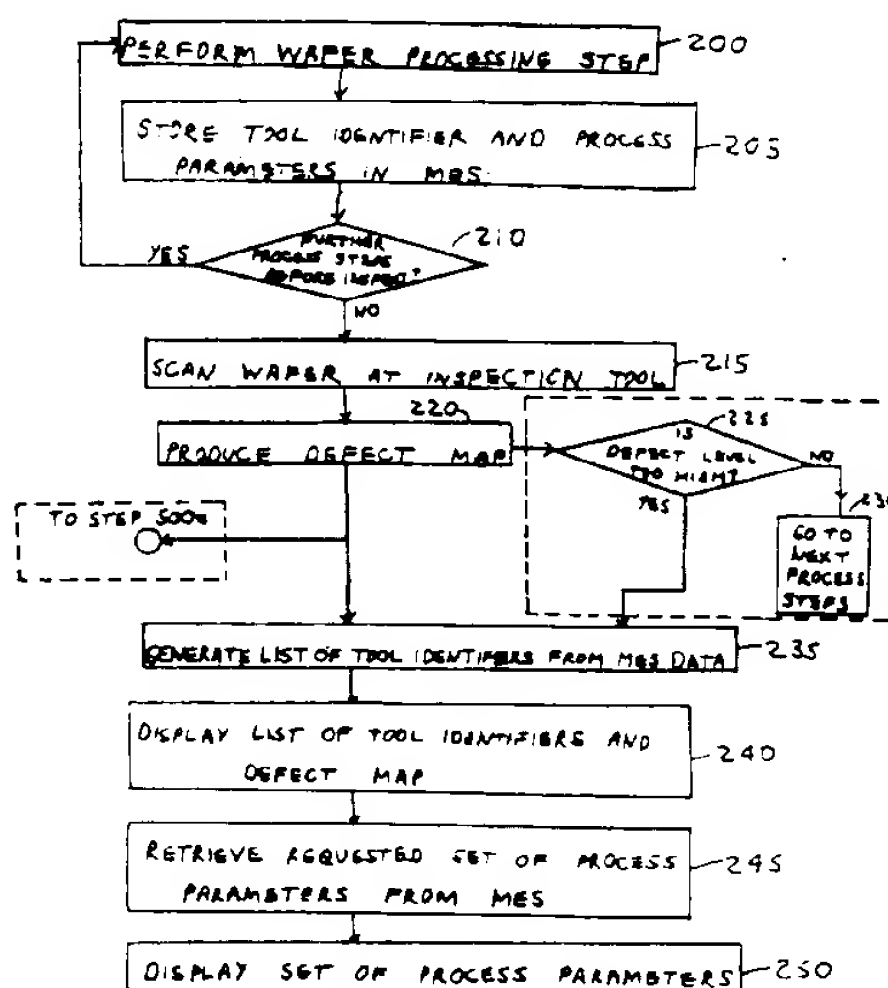 PERFORM WAFER PROCESSING STEP
200
STORE TOOL IDENTIFIER AND PROCESS
PARAMETERS IN MES
205
FURTHER
PROCESS STEPS
BEFORE INSPECT?
210
YES
NO
SCAN WAFER AT INSPECTION TOOL
215
220
PRODUCE DEFECT MAP
225
IS
DEFECT LEVEL
TOO HIGH?
NO
YES
GO TO
NEXT
PROCESS
STEPS
TO STEP
GENERATE LIST OF TOOL IDENTIFIERS FROM MES DATA
235
DISPLAY LIST OF TOOL IDENTIFIERS AND
DEFECT MAP
240
RETRIEVE REQUESTED SET OF PROCESS
PARAMETERS FROM MES
245
DISPLAY SET OF PROCESS PARAMETERS
250